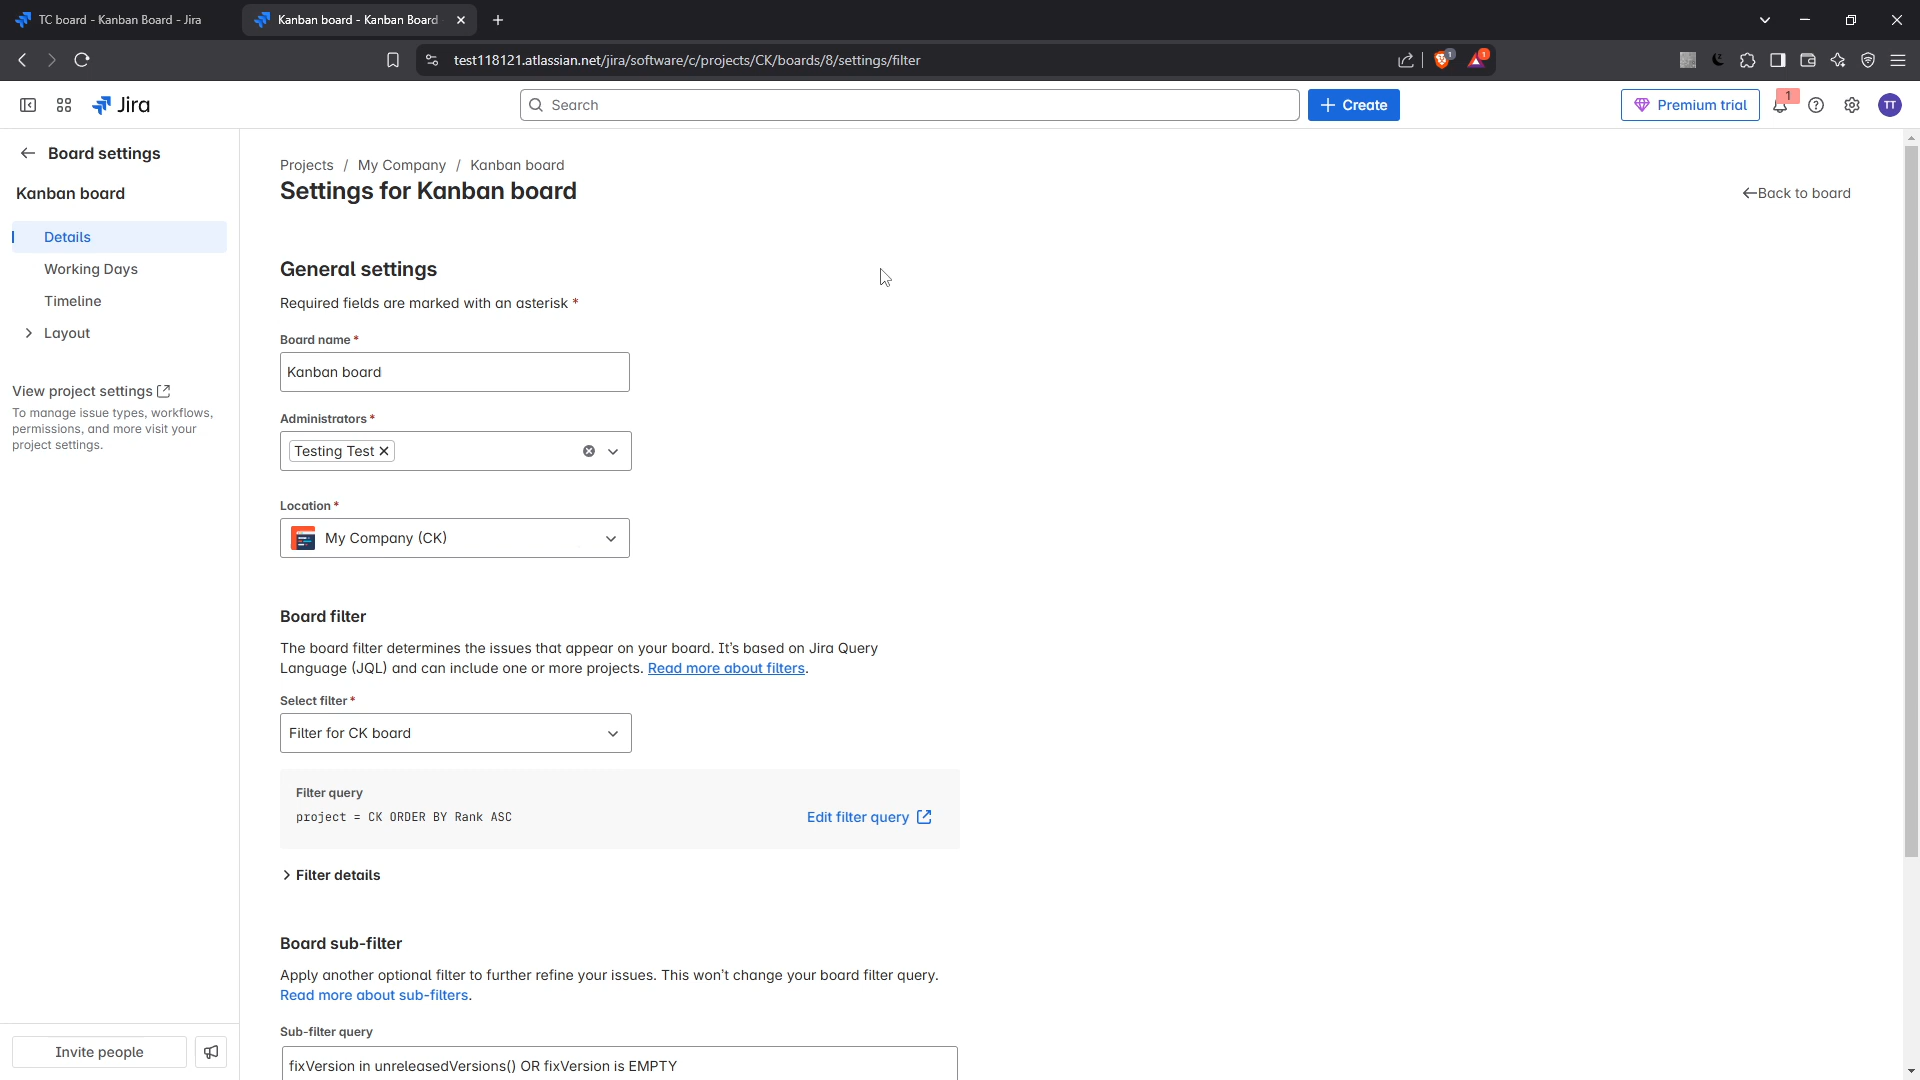 TC board - Kanban Board - Jira
Kanban board - Kanban Board
test118121.atlassian.net/jira/software/c/projects/CK/boards/8/settings/filter
1
1
Jira
Search
Create
Premium trial
1
TT
Board settings
Kanban board
Details
Working Days
Timeline
Layout
View project settings
To manage issue types, workflows,
permissions, and more visit your
project settings.
Invite people
Projects / My Company / Kanban board
Settings for Kanban board
Back to board
General settings
Required fields are marked with an asterisk *
Board name *
Kanban board
Administrators *
Testing Test
Location *
My Company (CK)
Board filter
The board filter determines the issues that appear on your board. It's based on Jira Query
Language (JQL) and can include one or more projects. Read more about filters.
Select filter *
Filter for CK board
Filter query
project = CK ORDER BY Rank ASC
Edit filter query
Filter details
Board sub-filter
Apply another optional filter to further refine your issues. This won't change your board filter query.
Read more about sub-filters.
Sub-filter query
fixVersion in unreleasedVersions() OR fixVersion is EMPTY